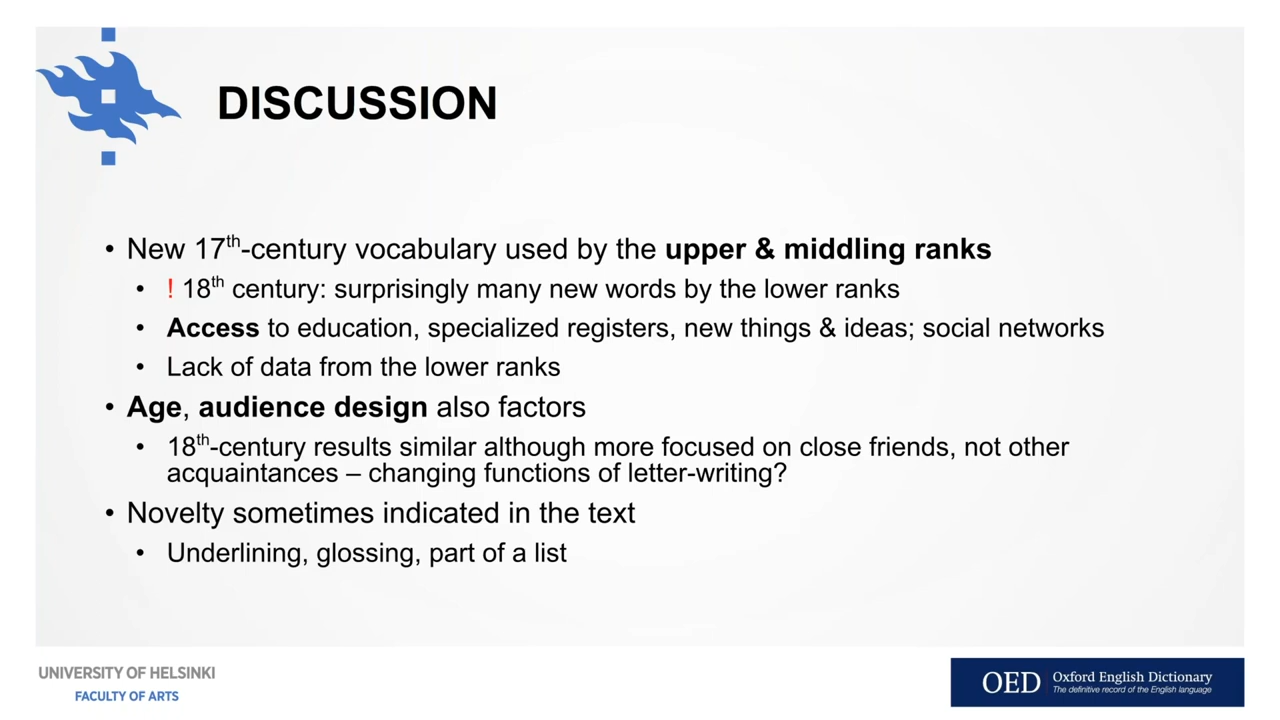 DISCUSSION
• New 17th-century vocabulary used by the upper & middling ranks
• ! 18th century: surprisingly many new words by the lower ranks
• Access to education, specialized registers, new things & ideas; social networks
• Lack of data from the lower ranks
• Age, audience design also factors
• 18th-century results similar although more focused on close friends, not other
acquaintances – changing functions of letter-writing?
• Novelty sometimes indicated in the text
• Underlining, glossing, part of a list
UNIVERSITY OF HELSINKI
FACULTY OF ARTS
OED Oxford English Dictionary
The definitive record of the English language